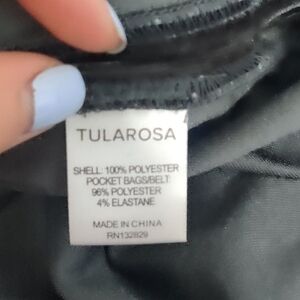 TULAROSA
SHELL: 100% POLYESTER
POCKET BAGS/BELT:
96% POLYESTER
4% ELASTANE
MADE IN CHINA
RN132829